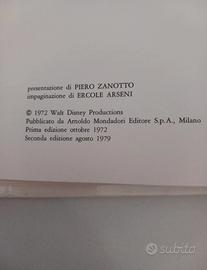 presentazione di PIERO ZANOTTO
impaginazione di ERCOLE ARSENI
© 1972 Walt Disney Productions
Pubblicato da Arnoldo Mondadori Editore S.p.A., Milano
Prima edizione ottobre 1972
Seconda edizione agosto 1979
subito